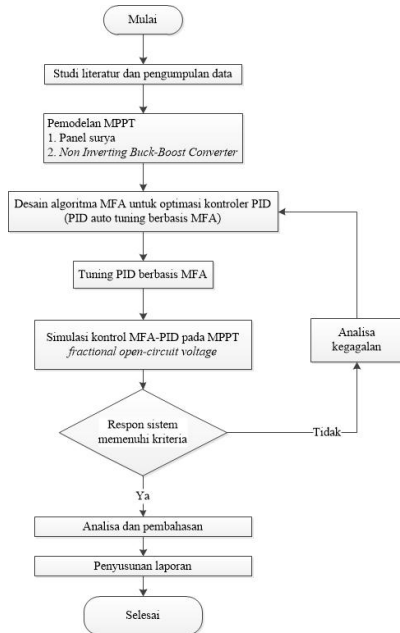 Mulai
Studi literatur dan pengumpulan data
Pemodelan MPPT
1. Panel surya
2. Non Inverting Buck-Boost Converter
Desain algoritma MFA untuk optimasi kontroler PID
(PID auto tuning berbasis MFA)
Tuning PID berbasis MFA
Simulasi kontrol MFA-PID pada MPPT
fractional open-circuit voltage
Analisa
kegagalan
Respon sistem
memenuhi kriteria
Tidak
Ya
Analisa dan pembahasan
Penyusunan laporan
Selesai